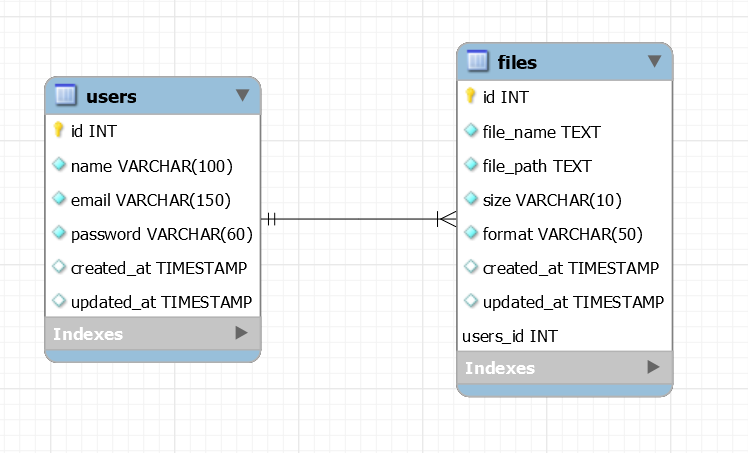 users
id INT
name VARCHAR(100)
email VARCHAR(150)
password VARCHAR(60)
created_at TIMESTAMP
updated_at TIMESTAMP
Indexes
files
id INT
file_name TEXT
file_path TEXT
size VARCHAR(10)
format VARCHAR(50)
created_at TIMESTAMP
updated_at TIMESTAMP
users_id INT
Indexes